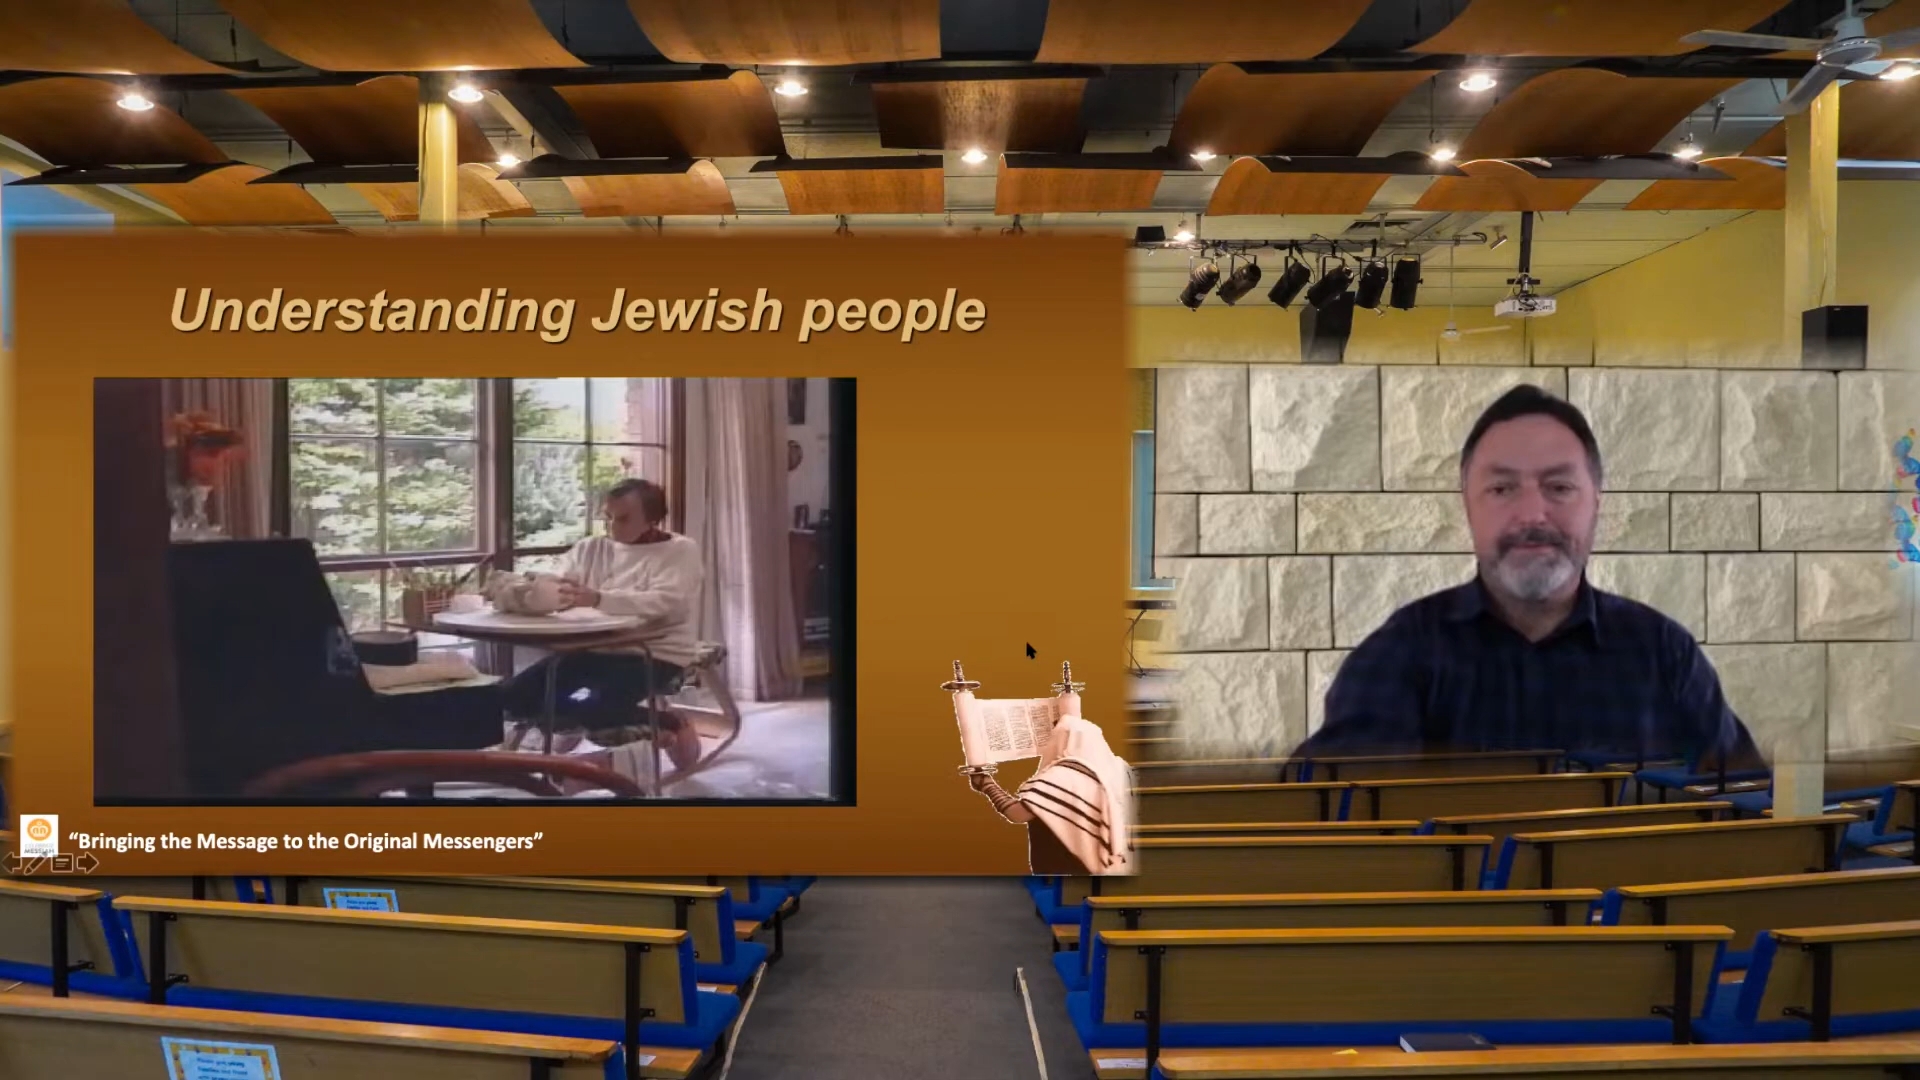 Understanding Jewish people
“Bringing the Message to the Original Messengers”